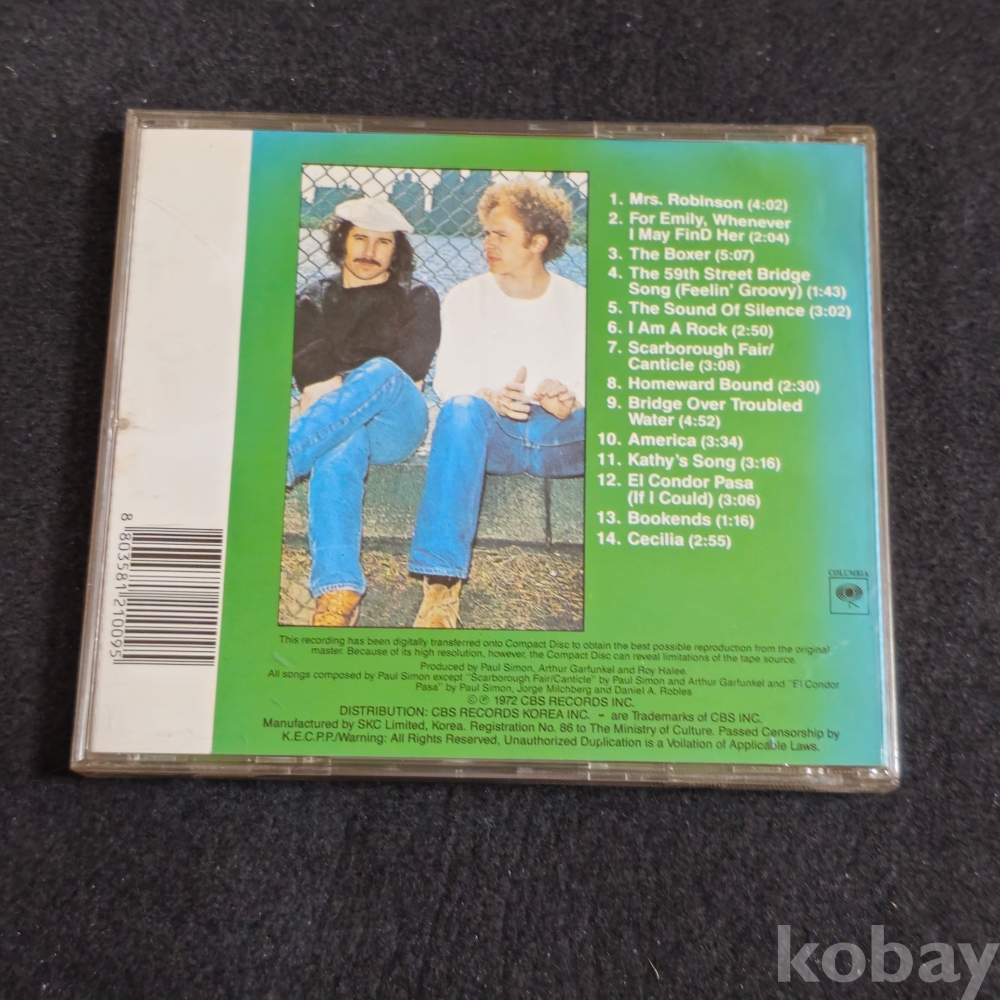 1. Mrs. Robinson (4:02)
2. For Emily, Whenever
I May FinD Her (2:04)
3. The Boxer (5:07)
4. The 59th Street Bridge
Song (Feelin' Groovy) (1:43)
5. The Sound Of Silence (3:02)
6. I Am A Rock (2:50)
7. Scarborough Fair/
Canticle (3:08)
8. Homeward Bound (2:30)
9. Bridge Over Troubled
Water (4:52)
10. America (3:34)
11. Kathy's Song (3:16)
12. El Condor Pasa
(If I Could) (3:06)
13. Bookends (1:16)
14. Cecilia (2:55)
COLUMBIA
8 803581 210095
This recording has been digitally transferred onto Compact Disc to obtain the best possible reproduction from the original
master. Because of its high resolution, however, the Compact Disc can reveal limitations of the tape source.
Produced by Paul Simon, Arthur Garfunkel and Roy Halee.
All songs composed by Paul Simon except "Scarborough Fair/Canticle" by Paul Simon and Arthur Garfunkel and "El Condor
Pasa" by Paul Simon, Jorge Milchberg and Daniel A. Robles
© ℗ 1972 CBS RECORDS INC.
DISTRIBUTION: CBS RECORDS KOREA INC. – are Trademarks of CBS INC.
Manufactured by SKC Limited, Korea. Registration No. 86 to The Ministry of Culture. Passed Censorship by
K.E.C.P.P./Warning: All Rights Reserved, Unauthorized Duplication is a Voilation of Applicable Laws.
kobay